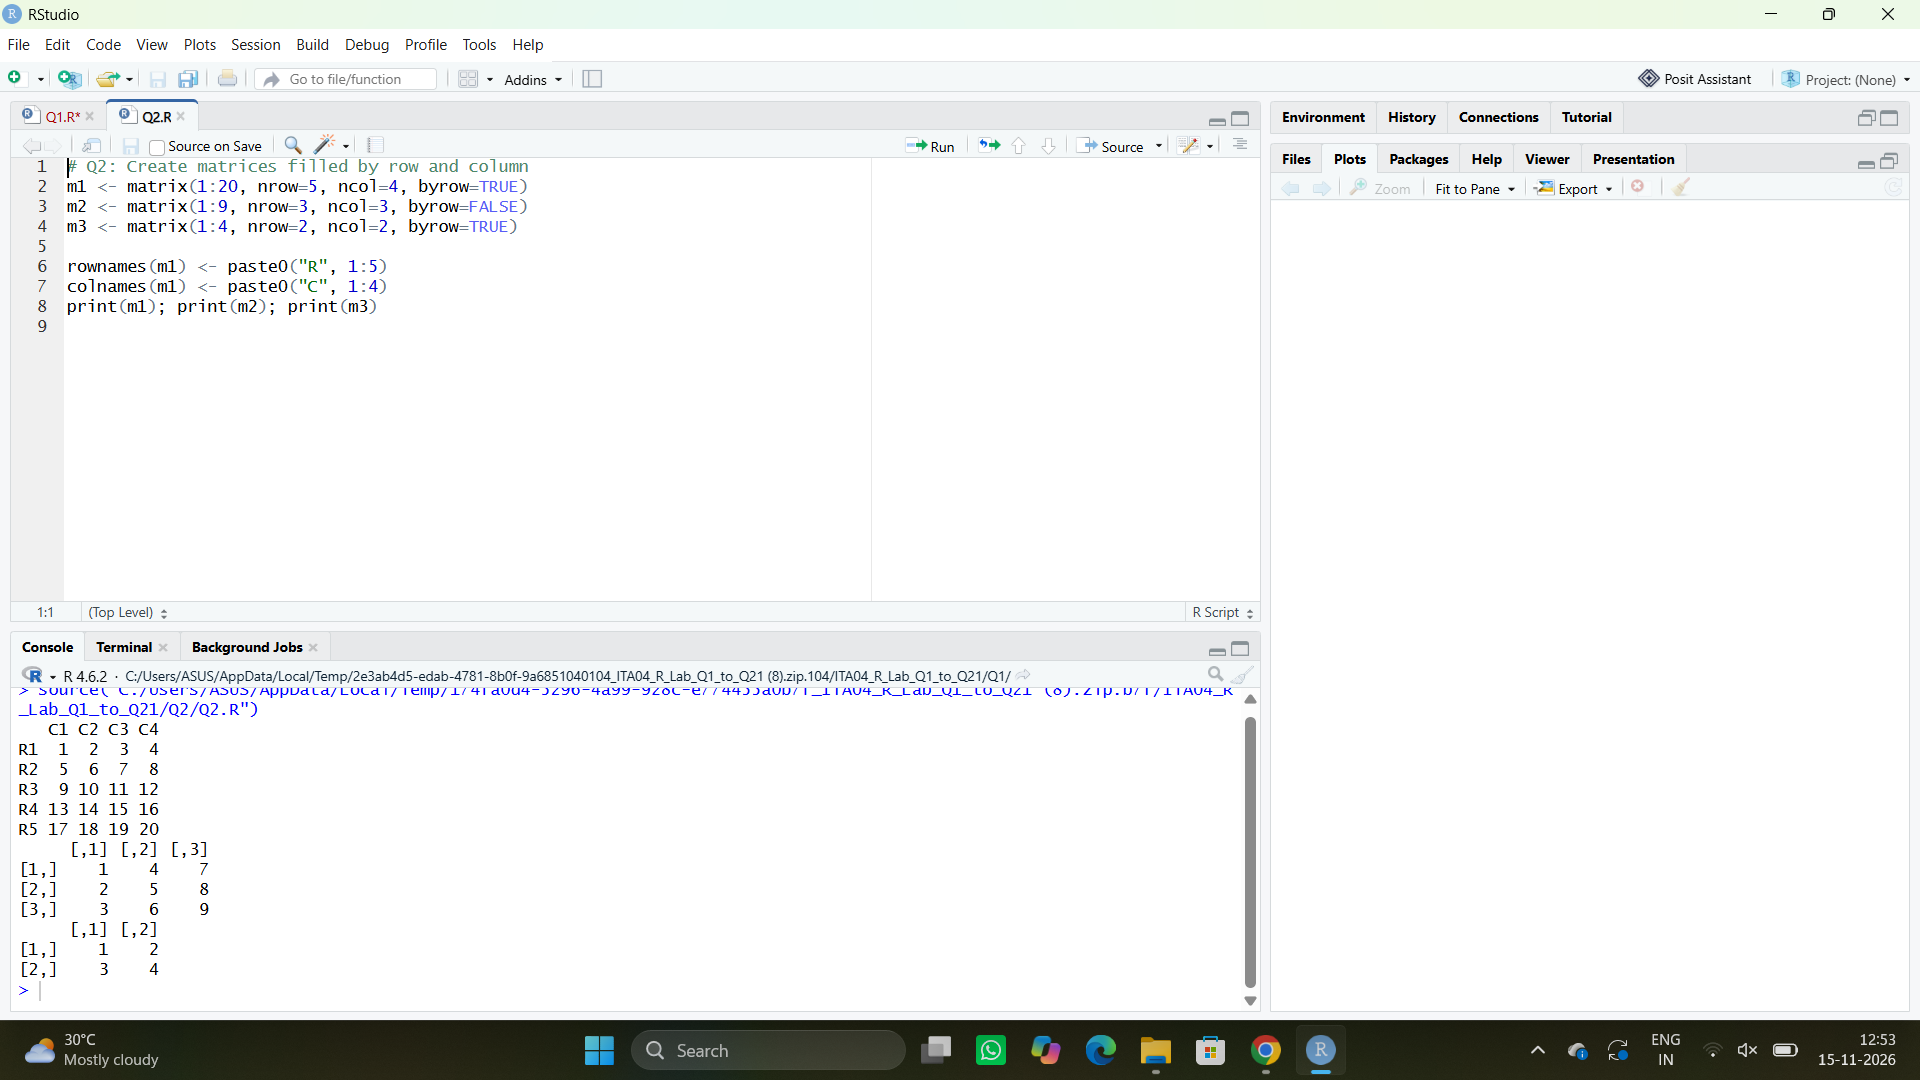 RStudio
File Edit Code View Plots Session Build Debug Profile Tools Help
Go to file/function Addins Posit Assistant Project: (None)
Q1.R* Q2.R
Source on Save Run Source
1 # Q2: Create matrices filled by row and column
2 m1 <- matrix(1:20, nrow=5, ncol=4, byrow=TRUE)
3 m2 <- matrix(1:9, nrow=3, ncol=3, byrow=FALSE)
4 m3 <- matrix(1:4, nrow=2, ncol=2, byrow=TRUE)
5
6 rownames(m1) <- paste0("R", 1:5)
7 colnames(m1) <- paste0("C", 1:4)
8 print(m1); print(m2); print(m3)
9
1:1 (Top Level) R Script
Console Terminal Background Jobs
R 4.6.2 · C:/Users/ASUS/AppData/Local/Temp/2e3ab4d5-edab-4781-8b0f-9a6851040104_ITA04_R_Lab_Q1_to_Q21 (8).zip.104/ITA04_R_Lab_Q1_to_Q21/Q1/
> source("C:/Users/ASUS/AppData/Local/Temp/
_Lab_Q1_to_Q21/Q2/Q2.R")
C1 C2 C3 C4
R1 1 2 3 4
R2 5 6 7 8
R3 9 10 11 12
R4 13 14 15 16
R5 17 18 19 20
[,1] [,2] [,3]
[1,] 1 4 7
[2,] 2 5 8
[3,] 3 6 9
[,1] [,2]
[1,] 1 2
[2,] 3 4
>
Environment History Connections Tutorial
Files Plots Packages Help Viewer Presentation
Zoom Fit to Pane Export
30°C
Mostly cloudy
Search
ENG
IN
12:53
15-11-2026